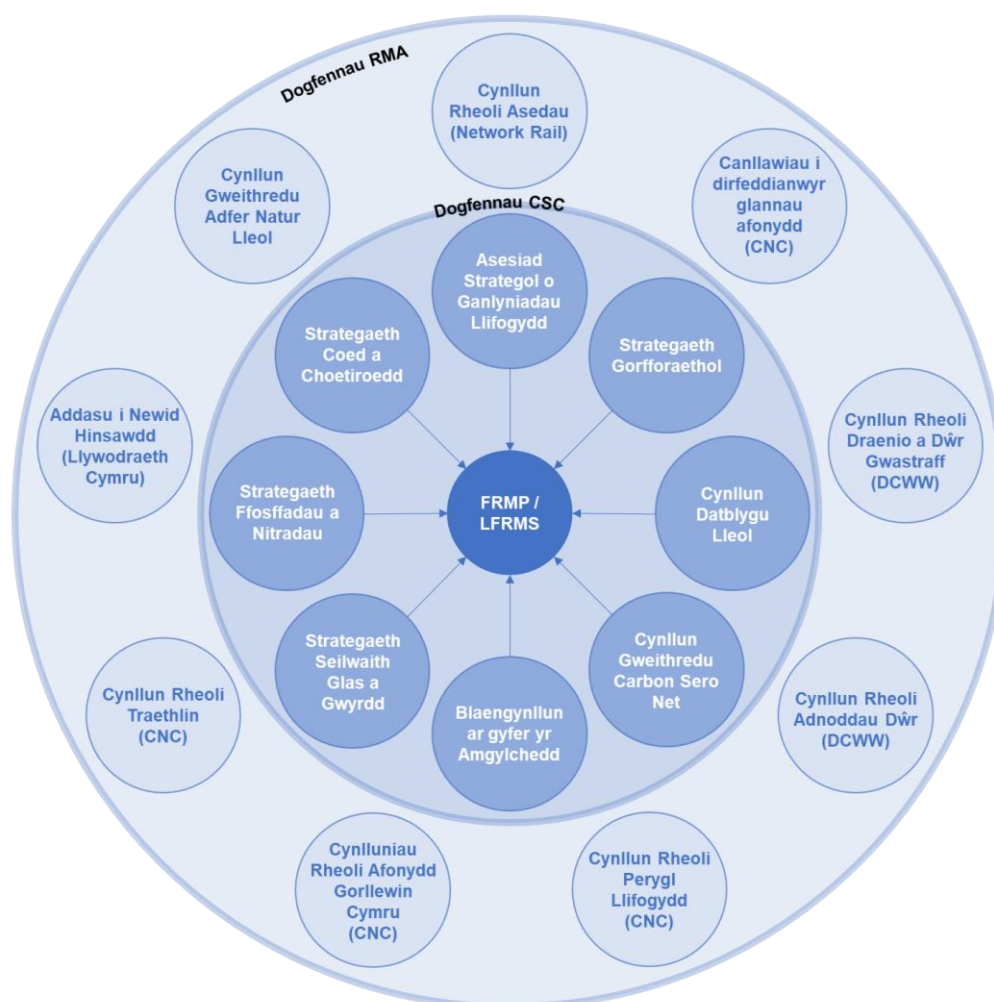 Dogfennau RMA
Cynllun
Rheoli Asedau
(Network Rail)
Canllawiau i
dirfeddianwyr
glannau
afonydd
(CNC)
Cynllun Rheoli
Draenio a Dŵr
Gwastraff
(DCWW)
Cynllun Rheoli
Adnoddau Dŵr
(DCWW)
Cynllun Rheoli
Perygl
Llifogydd
(CNC)
Cynlluniau
Rheoli Afonydd
Gorllewin
Cymru
(CNC)
Cynllun Rheoli
Traethlin
(CNC)
Addasu i Newid
Hinsawdd
(Llywodraeth
Cymru)
Cynllun
Gweithredu
Adfer Natur
Lleol
Dogfennau CSC
Asesiad
Strategol o
Ganlyniadau
Llifogydd
Strategaeth
Gorfforaethol
Cynllun
Datblygu
Lleol
Cynllun
Gweithredu
Carbon Sero
Net
Blaengynllun
ar gyfer yr
Amgylchedd
Strategaeth
Seilwaith
Glas a
Gwyrdd
Strategaeth
Ffosffadau a
Nitradau
Strategaeth
Coed a
Choetiroedd
FRMP /
LFRMS